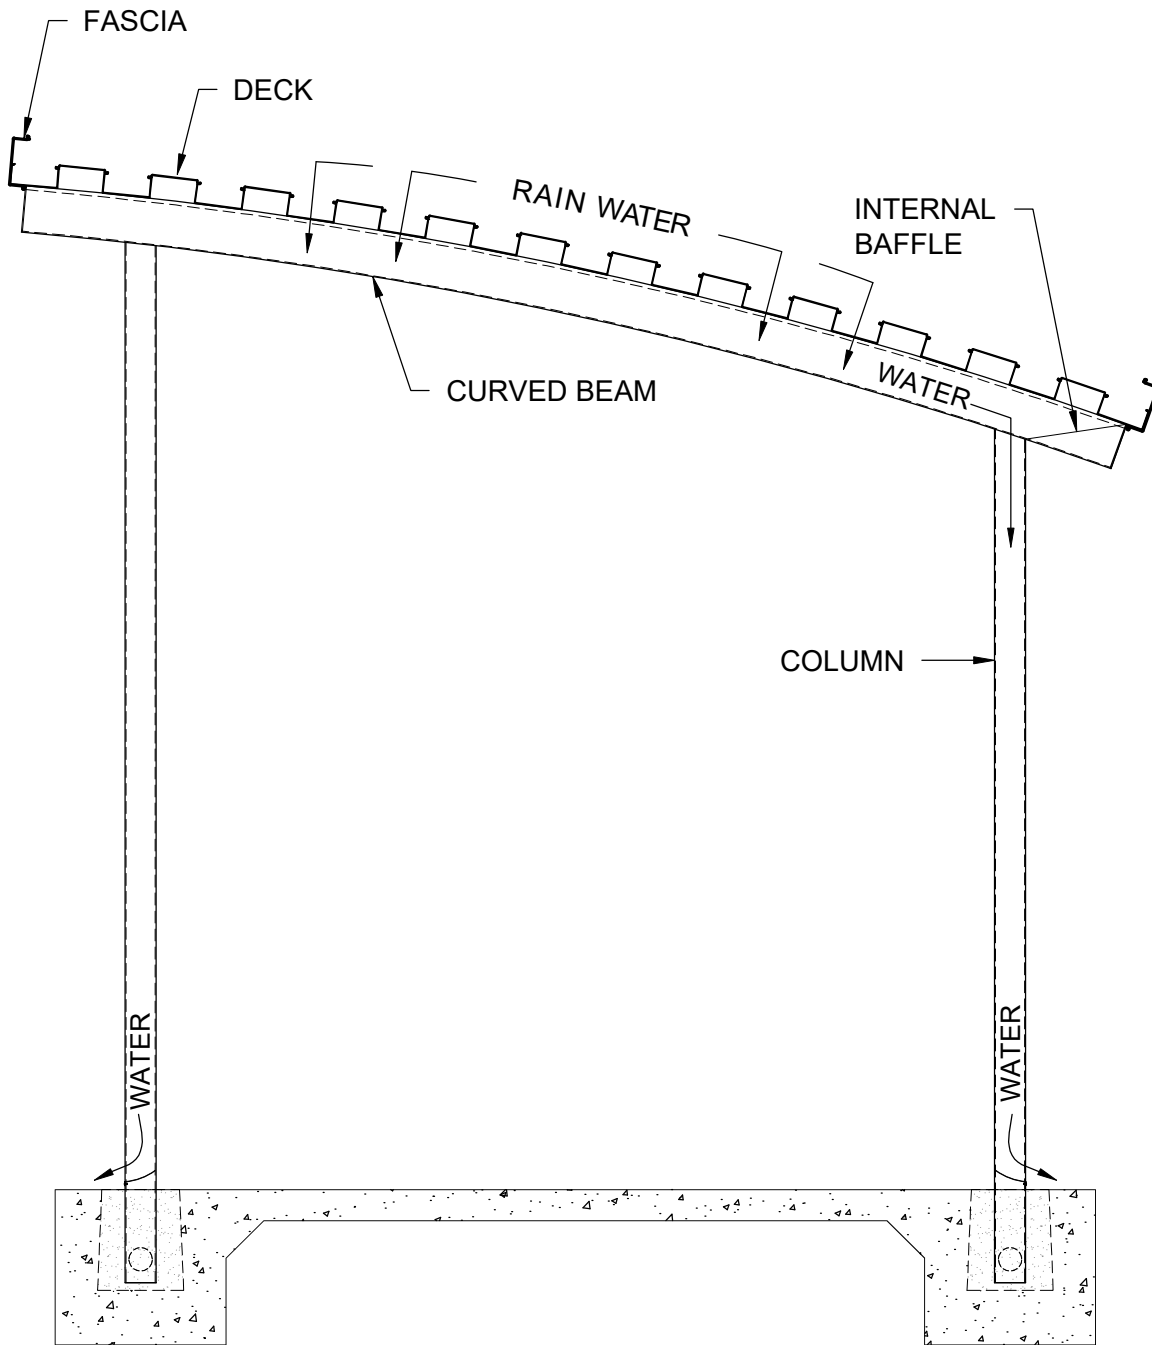 FASCIA
DECK
RAIN WATER
INTERNAL
BAFFLE
CURVED BEAM
WATER
COLUMN
WATER
WATER